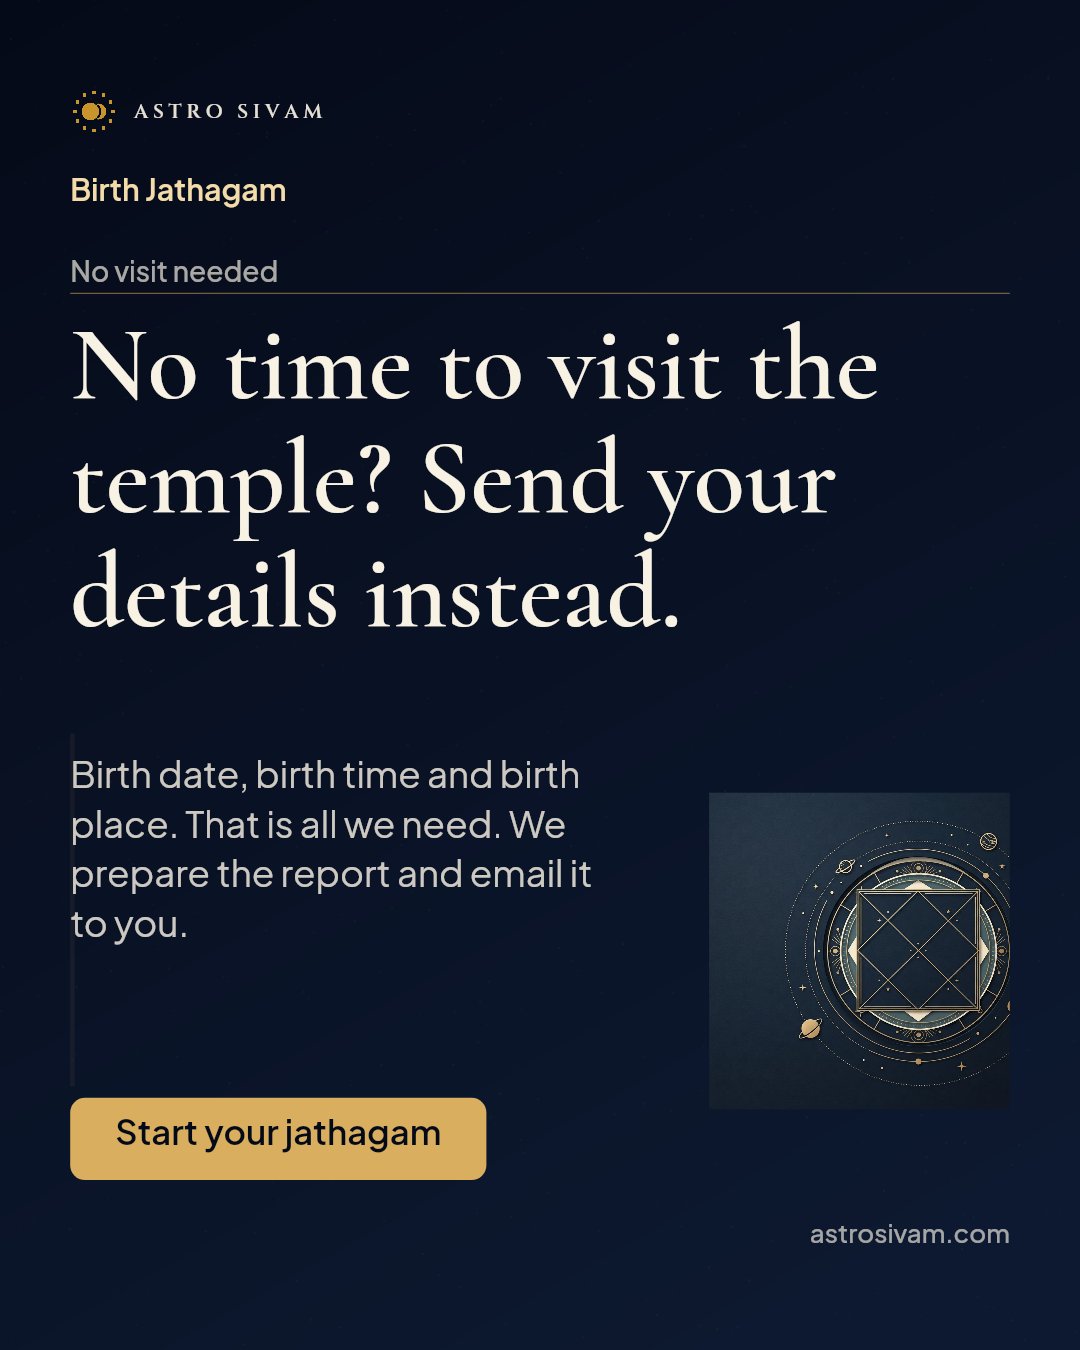 ASTRO SIVAM
Birth Jathagam
No visit needed
No time to visit the
temple? Send your
details instead.
Birth date, birth time and birth
place. That is all we need. We
prepare the report and email it
to you.
Start your jathagam
astrosivam.com